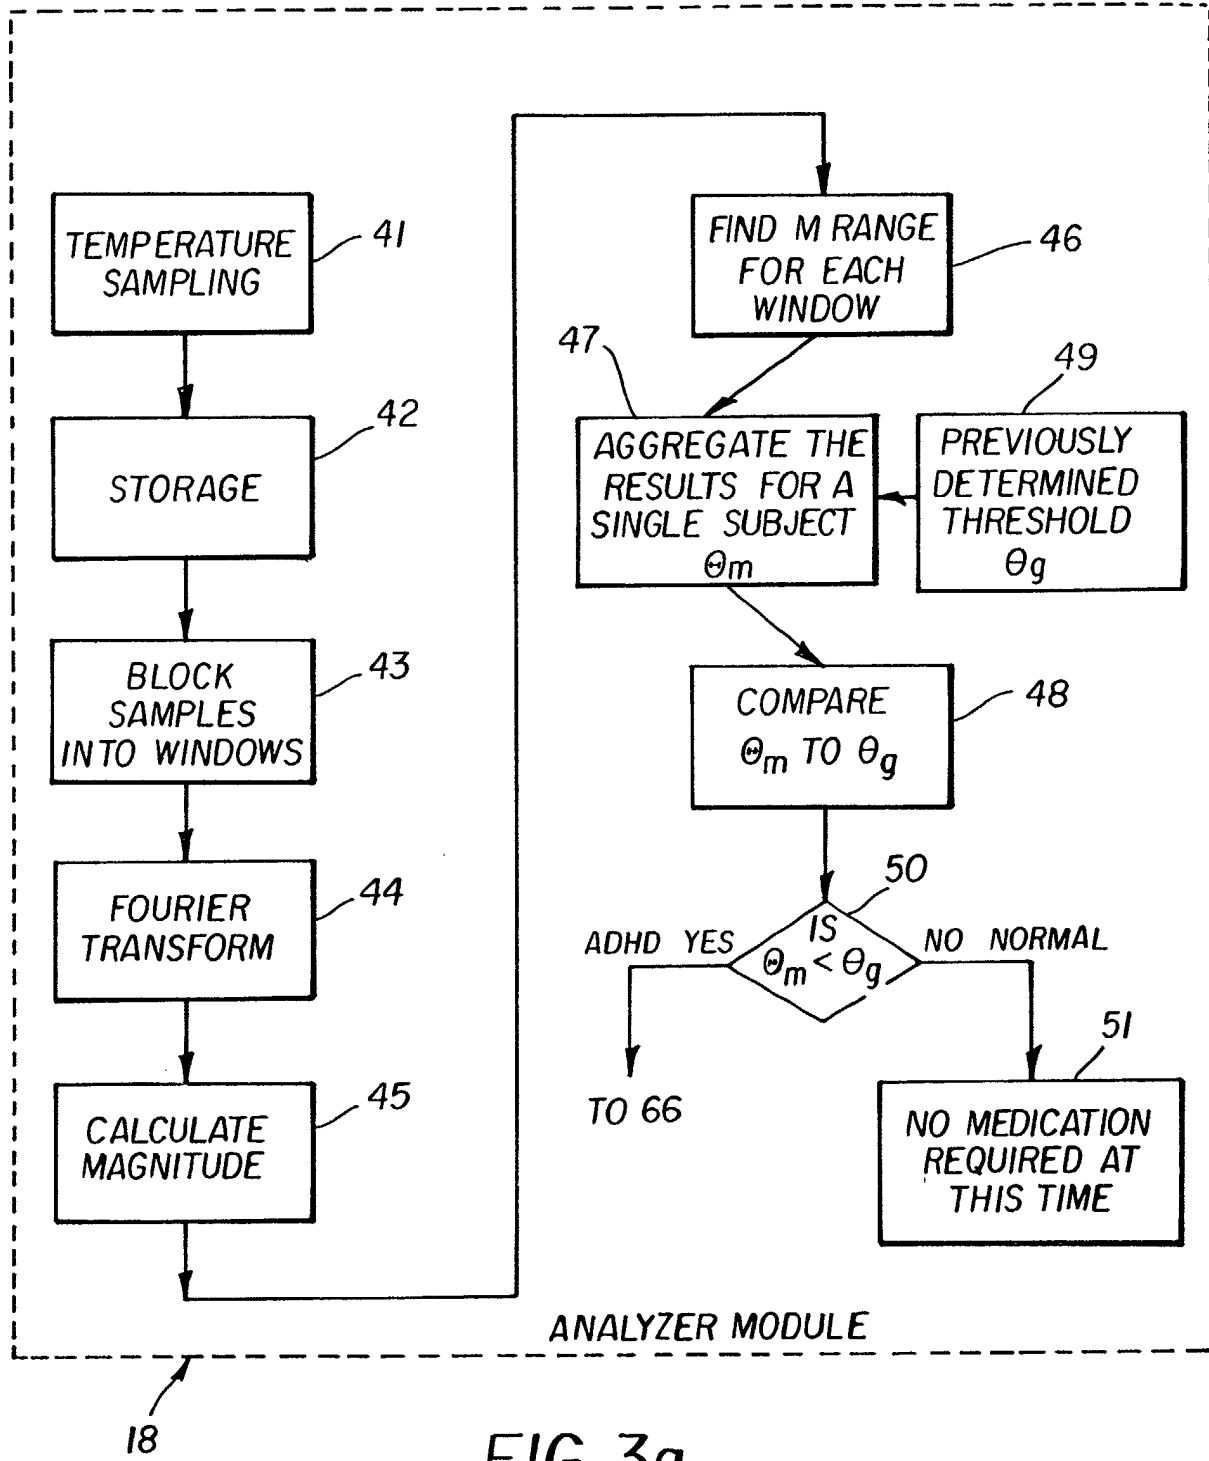 TEMPERATURE
SAMPLING
41
STORAGE
42
BLOCK
SAMPLES
INTO WINDOWS
43
FOURIER
TRANSFORM
44
CALCULATE
MAGNITUDE
45
FIND M RANGE
FOR EACH
WINDOW
46
47
AGGREGATE THE
RESULTS FOR A
SINGLE SUBJECT
Θm
49
PREVIOUSLY
DETERMINED
THRESHOLD
θg
COMPARE
Θm TO θg
48
50
IS
Θm < θg
ADHD YES
NO NORMAL
TO 66
51
NO MEDICATION
REQUIRED AT
THIS TIME
ANALYZER MODULE
18
FIG. 3a